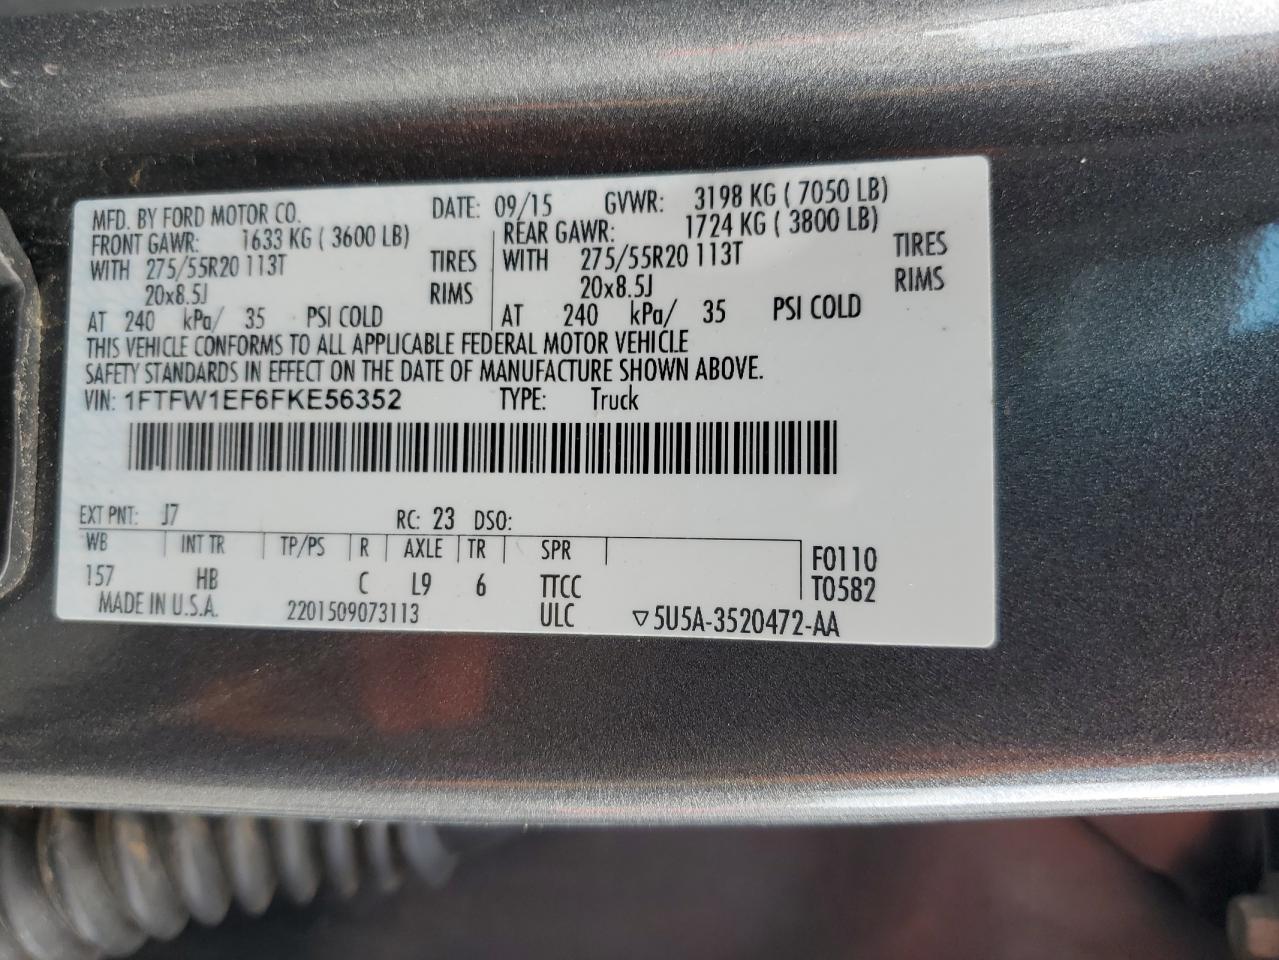 MFD. BY FORD MOTOR CO. DATE: 09/15 GVWR: 3198 KG ( 7050 LB)
FRONT GAWR: 1633 KG ( 3600 LB) REAR GAWR: 1724 KG ( 3800 LB)
WITH 275/55R20 113T TIRES WITH 275/55R20 113T TIRES
20x8.5J RIMS 20x8.5J RIMS
AT 240 kPa/ 35 PSI COLD AT 240 kPa/ 35 PSI COLD
THIS VEHICLE CONFORMS TO ALL APPLICABLE FEDERAL MOTOR VEHICLE
SAFETY STANDARDS IN EFFECT ON THE DATE OF MANUFACTURE SHOWN ABOVE.
VIN: 1FTFW1EF6FKE56352 TYPE: Truck
EXT PNT: J7 RC: 23 DSO:
WB INT TR TP/PS R AXLE TR SPR F0110
157 HB C L9 6 TTCC T0582
MADE IN U.S.A. 2201509073113 ULC ▽5U5A-3520472-AA